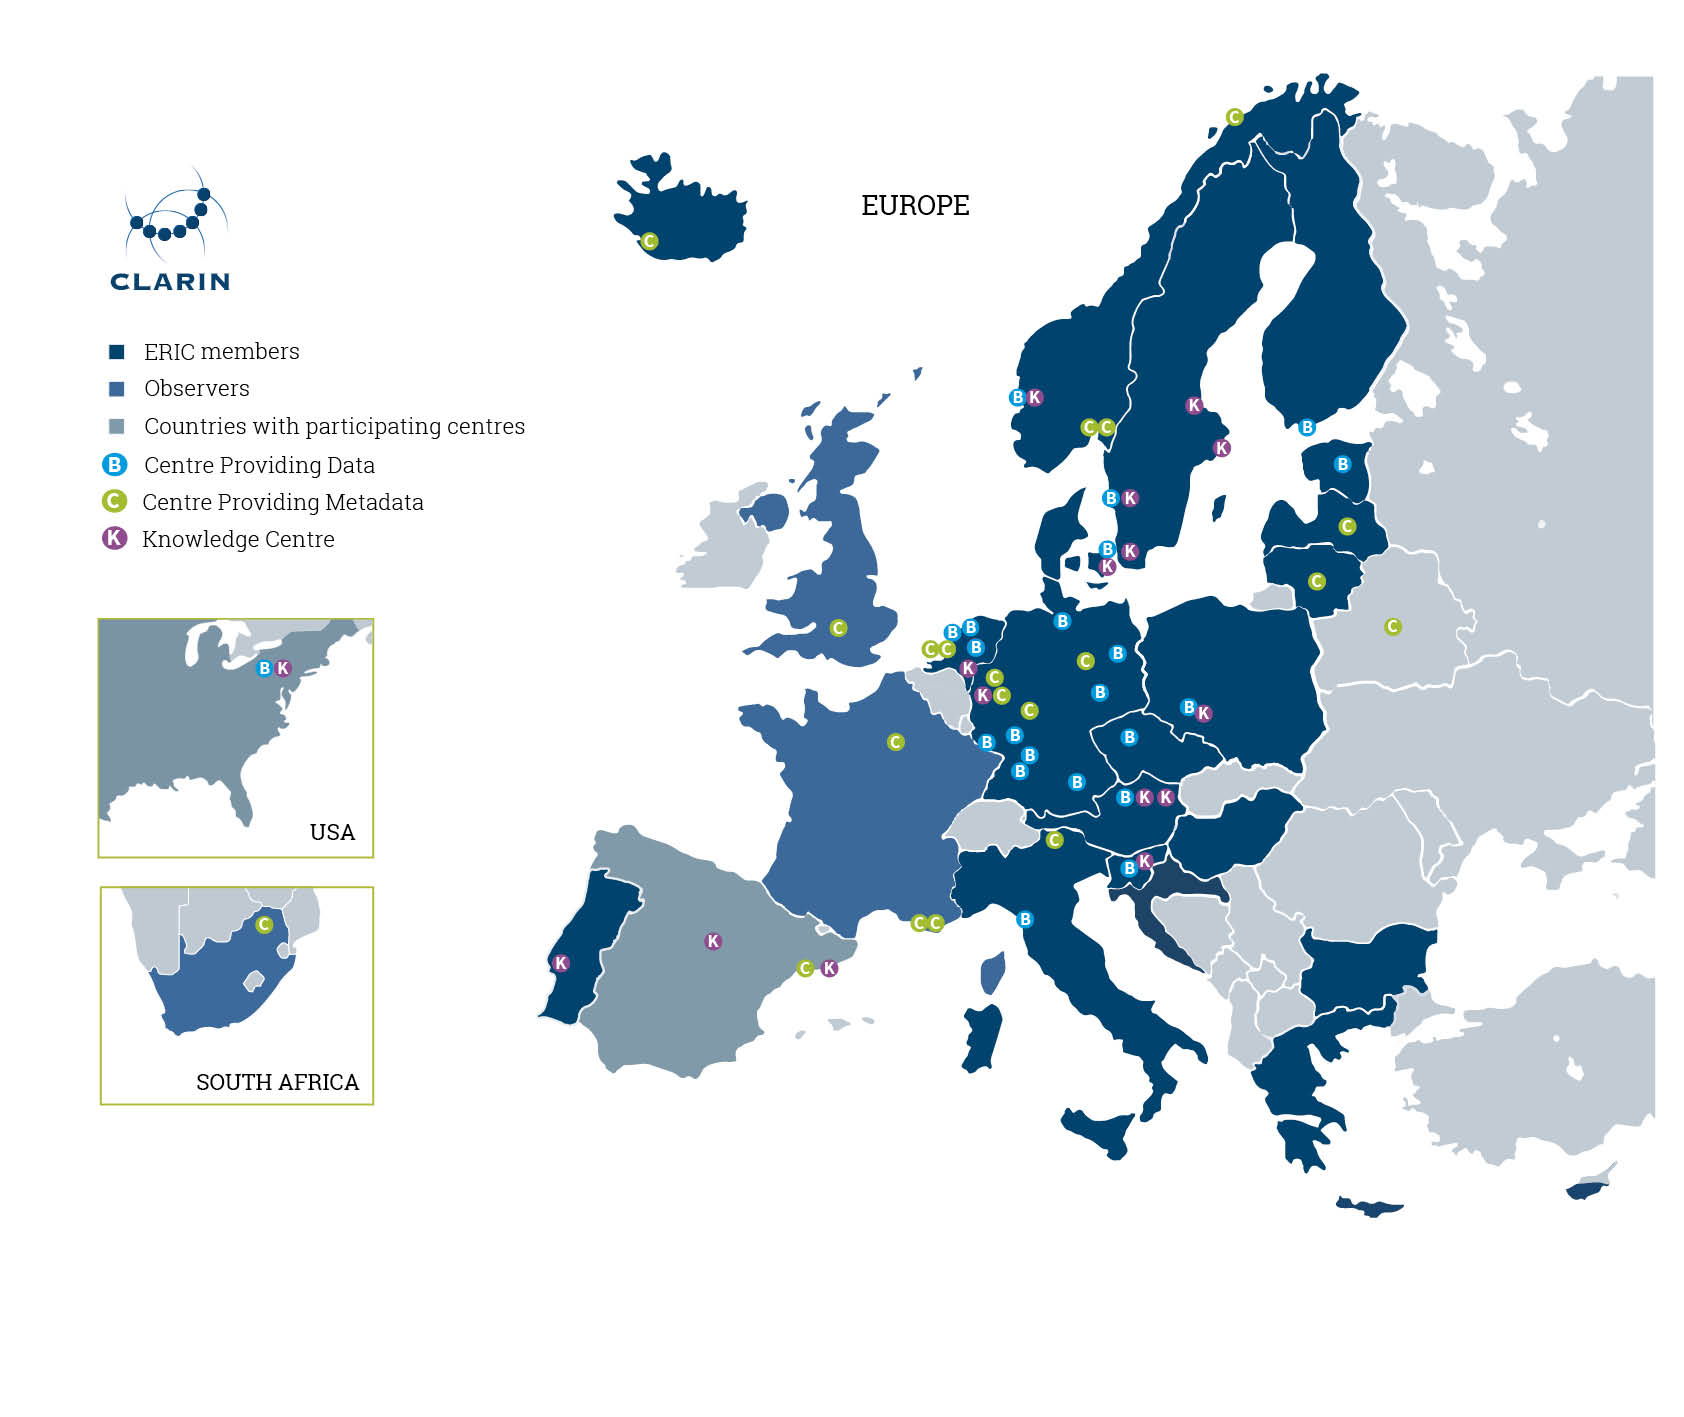 CLARIN
EUROPE
ERIC members
Observers
Countries with participating centres
B Centre Providing Data
C Centre Providing Metadata
K Knowledge Centre
B K
USA
C
SOUTH AFRICA
C
C
B K
C C
K
K
B
B
B K
C
B K
K
C
C
C
B
B B
C C B
K
C
C
B
K C
B
C
B K
B
B
B
C
B
B
B
B K K
C
B K
C C
B
K
K
C K